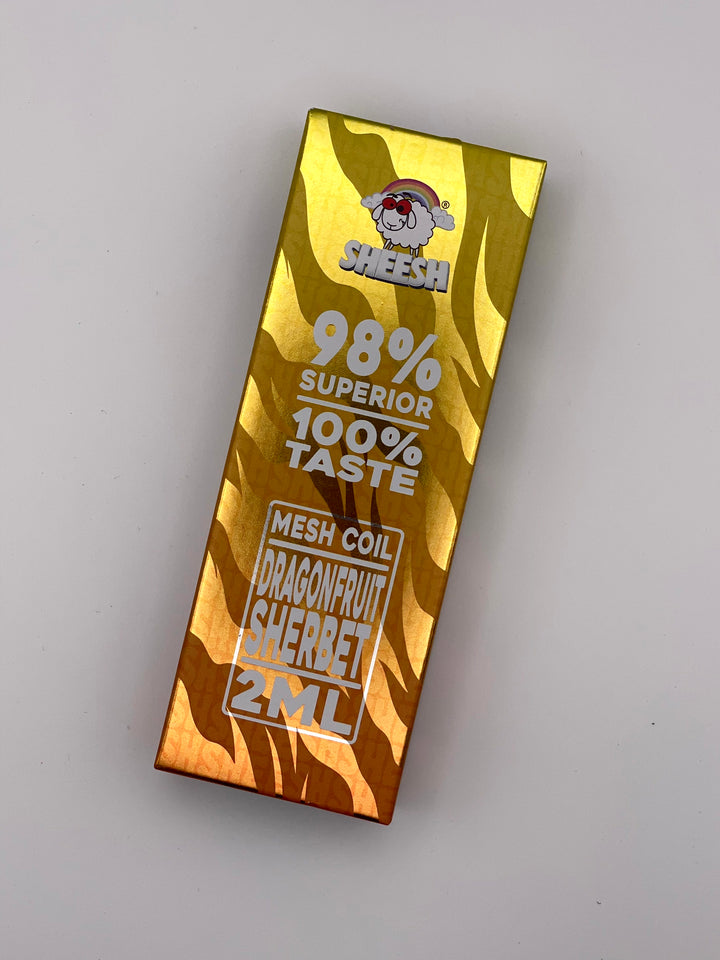 ®
SHEESH
98%
SUPERIOR
100%
TASTE
MESH COIL
DRAGONFRUIT
SHERBET
2ML